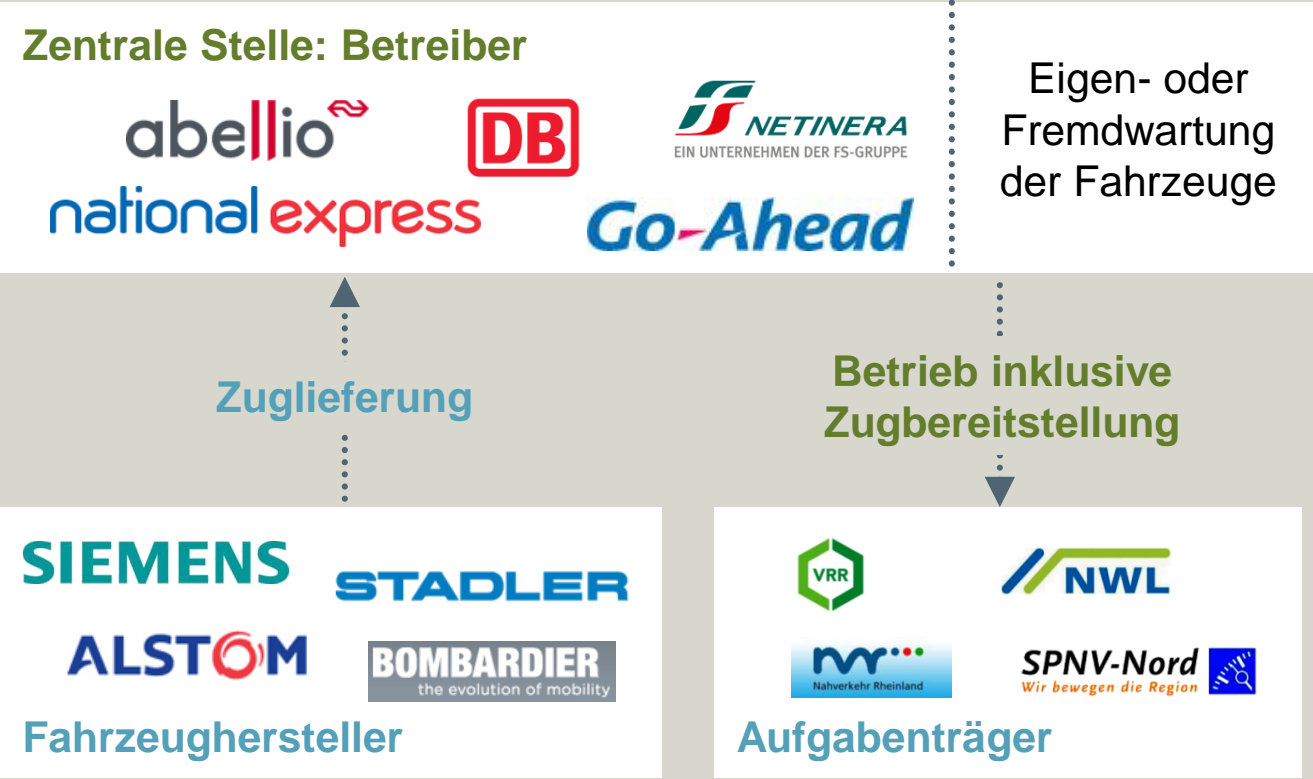 Zentrale Stelle: Betreiber
abellio
DB
NETINERA
EIN UNTERNEHMEN DER FS-GRUPPE
national express
Go-Ahead
Eigen- oder
Fremdwartung
der Fahrzeuge
Zuglieferung
Betrieb inklusive
Zugbereitstellung
SIEMENS
STADLER
ALSTOM
BOMBARDIER
the evolution of mobility
Fahrzeughersteller
VRR
NWL
nvr
Nahverkehr Rheinland
SPNV-Nord
Wir bewegen die Region
Aufgabenträger